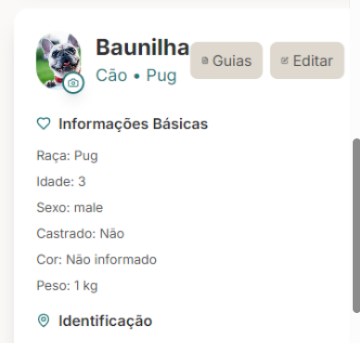 Baunilha
Cão • Pug
Guias
Editar
Informações Básicas
Raça: Pug
Idade: 3
Sexo: male
Castrado: Não
Cor: Não informado
Peso: 1 kg
Identificação